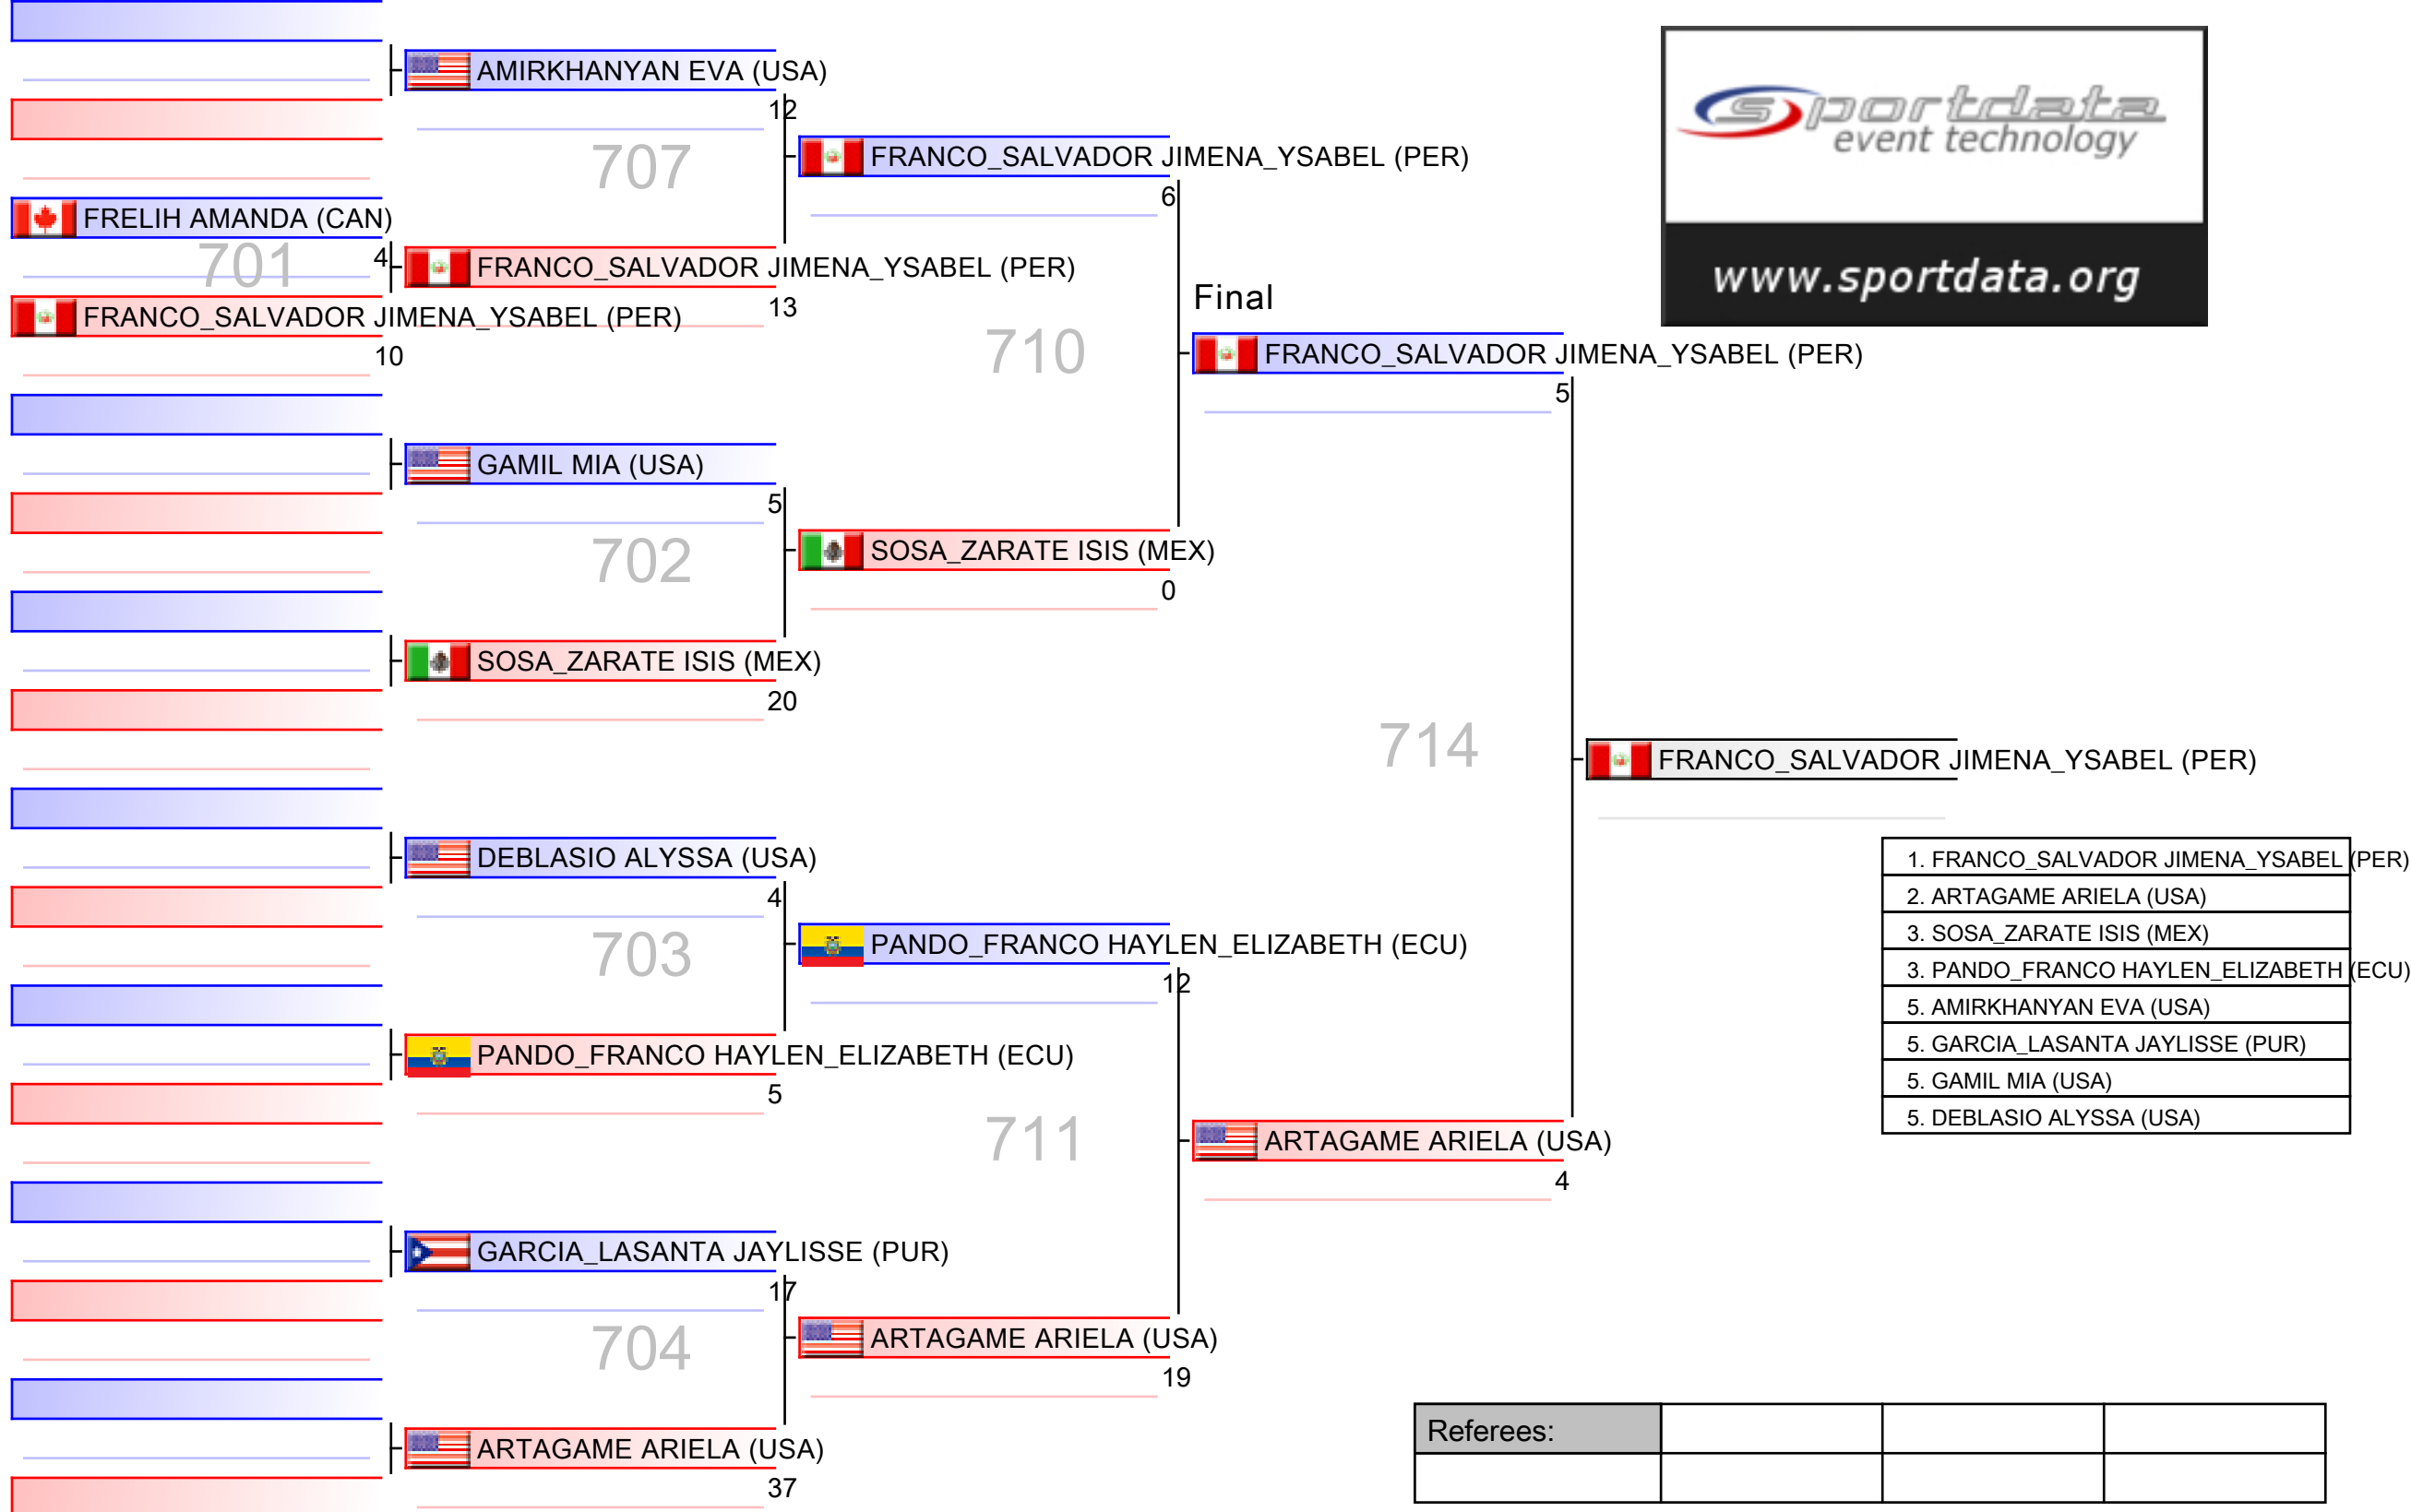 AMIRKHANYAN EVA (USA)
12
707
FRANCO_SALVADOR JIMENA_YSABEL (PER)
6
FRELIH AMANDA (CAN)
701
4
FRANCO_SALVADOR JIMENA_YSABEL (PER)
13
FRANCO_SALVADOR JIMENA_YSABEL (PER)
10
sportdata
event technology
www.sportdata.org
Final
710
FRANCO_SALVADOR JIMENA_YSABEL (PER)
5
GAMIL MIA (USA)
5
702
SOSA_ZARATE ISIS (MEX)
0
SOSA_ZARATE ISIS (MEX)
20
714
FRANCO_SALVADOR JIMENA_YSABEL (PER)
DEBLASIO ALYSSA (USA)
4
703
PANDO_FRANCO HAYLEN_ELIZABETH (ECU)
12
PANDO_FRANCO HAYLEN_ELIZABETH (ECU)
5
711
ARTAGAME ARIELA (USA)
4
1. FRANCO_SALVADOR JIMENA_YSABEL (PER)
2. ARTAGAME ARIELA (USA)
3. SOSA_ZARATE ISIS (MEX)
3. PANDO_FRANCO HAYLEN_ELIZABETH (ECU)
5. AMIRKHANYAN EVA (USA)
5. GARCIA_LASANTA JAYLISSE (PUR)
5. GAMIL MIA (USA)
5. DEBLASIO ALYSSA (USA)
GARCIA_LASANTA JAYLISSE (PUR)
17
704
ARTAGAME ARIELA (USA)
19
ARTAGAME ARIELA (USA)
37
Referees: